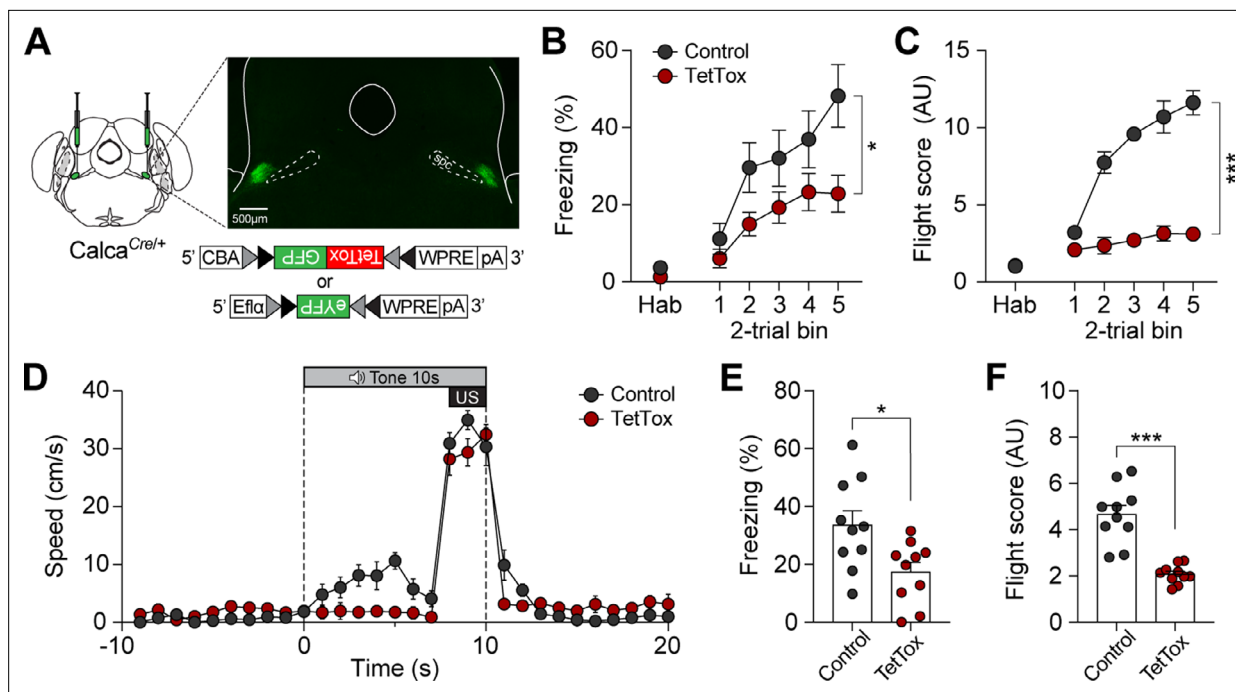 A
spc
500µm
Calca Cre/+
5' CBA GFP TetTox WPRE pA 3'
or
5' Eflα eYFP WPRE pA 3'
B
Control
TetTox
Freezing (%)
60
40
20
0
Hab 1 2 3 4 5
2-trial bin
*
C
Flight score (AU)
15
10
5
0
Hab 1 2 3 4 5
2-trial bin
***
D
Tone 10s
US
Control
TetTox
Speed (cm/s)
40
30
20
10
0
-10 0 10 20
Time (s)
E
*
Freezing (%)
80
60
40
20
0
Control TetTox
F
***
Flight score (AU)
10
8
6
4
2
0
Control TetTox